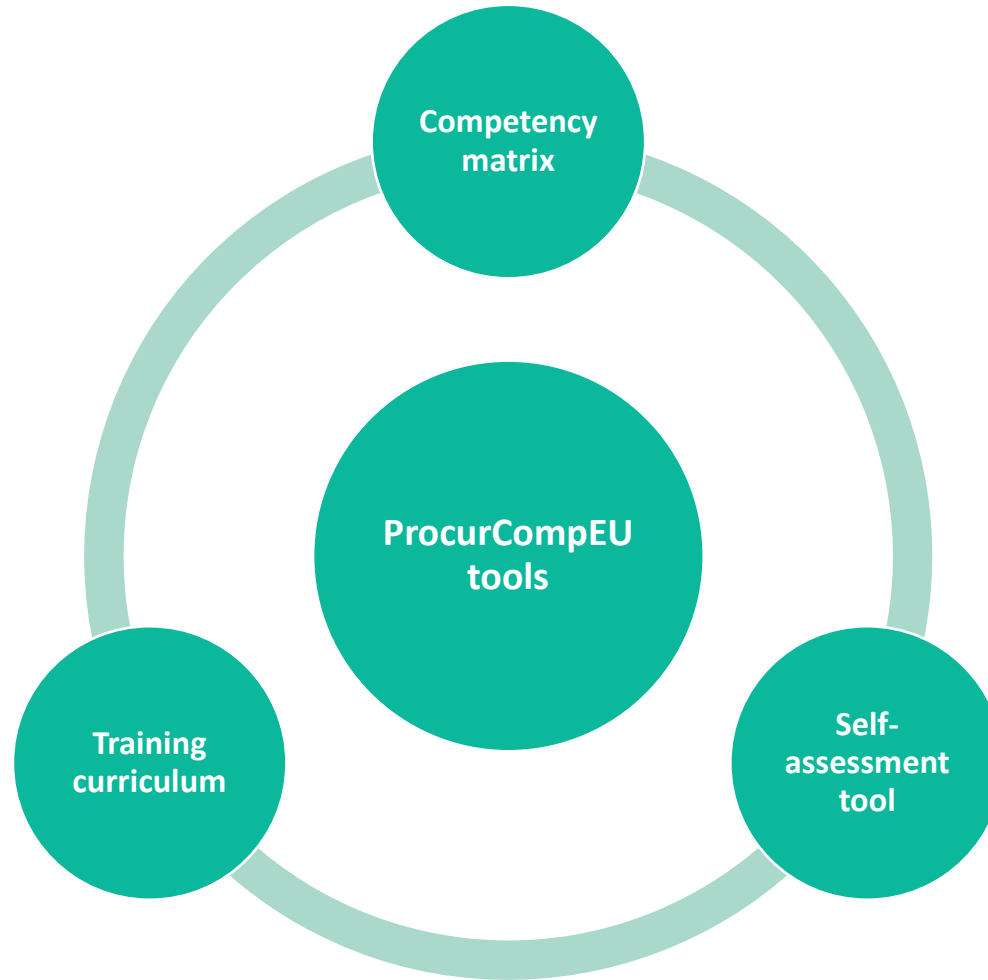 Competency
matrix
ProcurCompEU
tools
Training
curriculum
Self-
assessment
tool